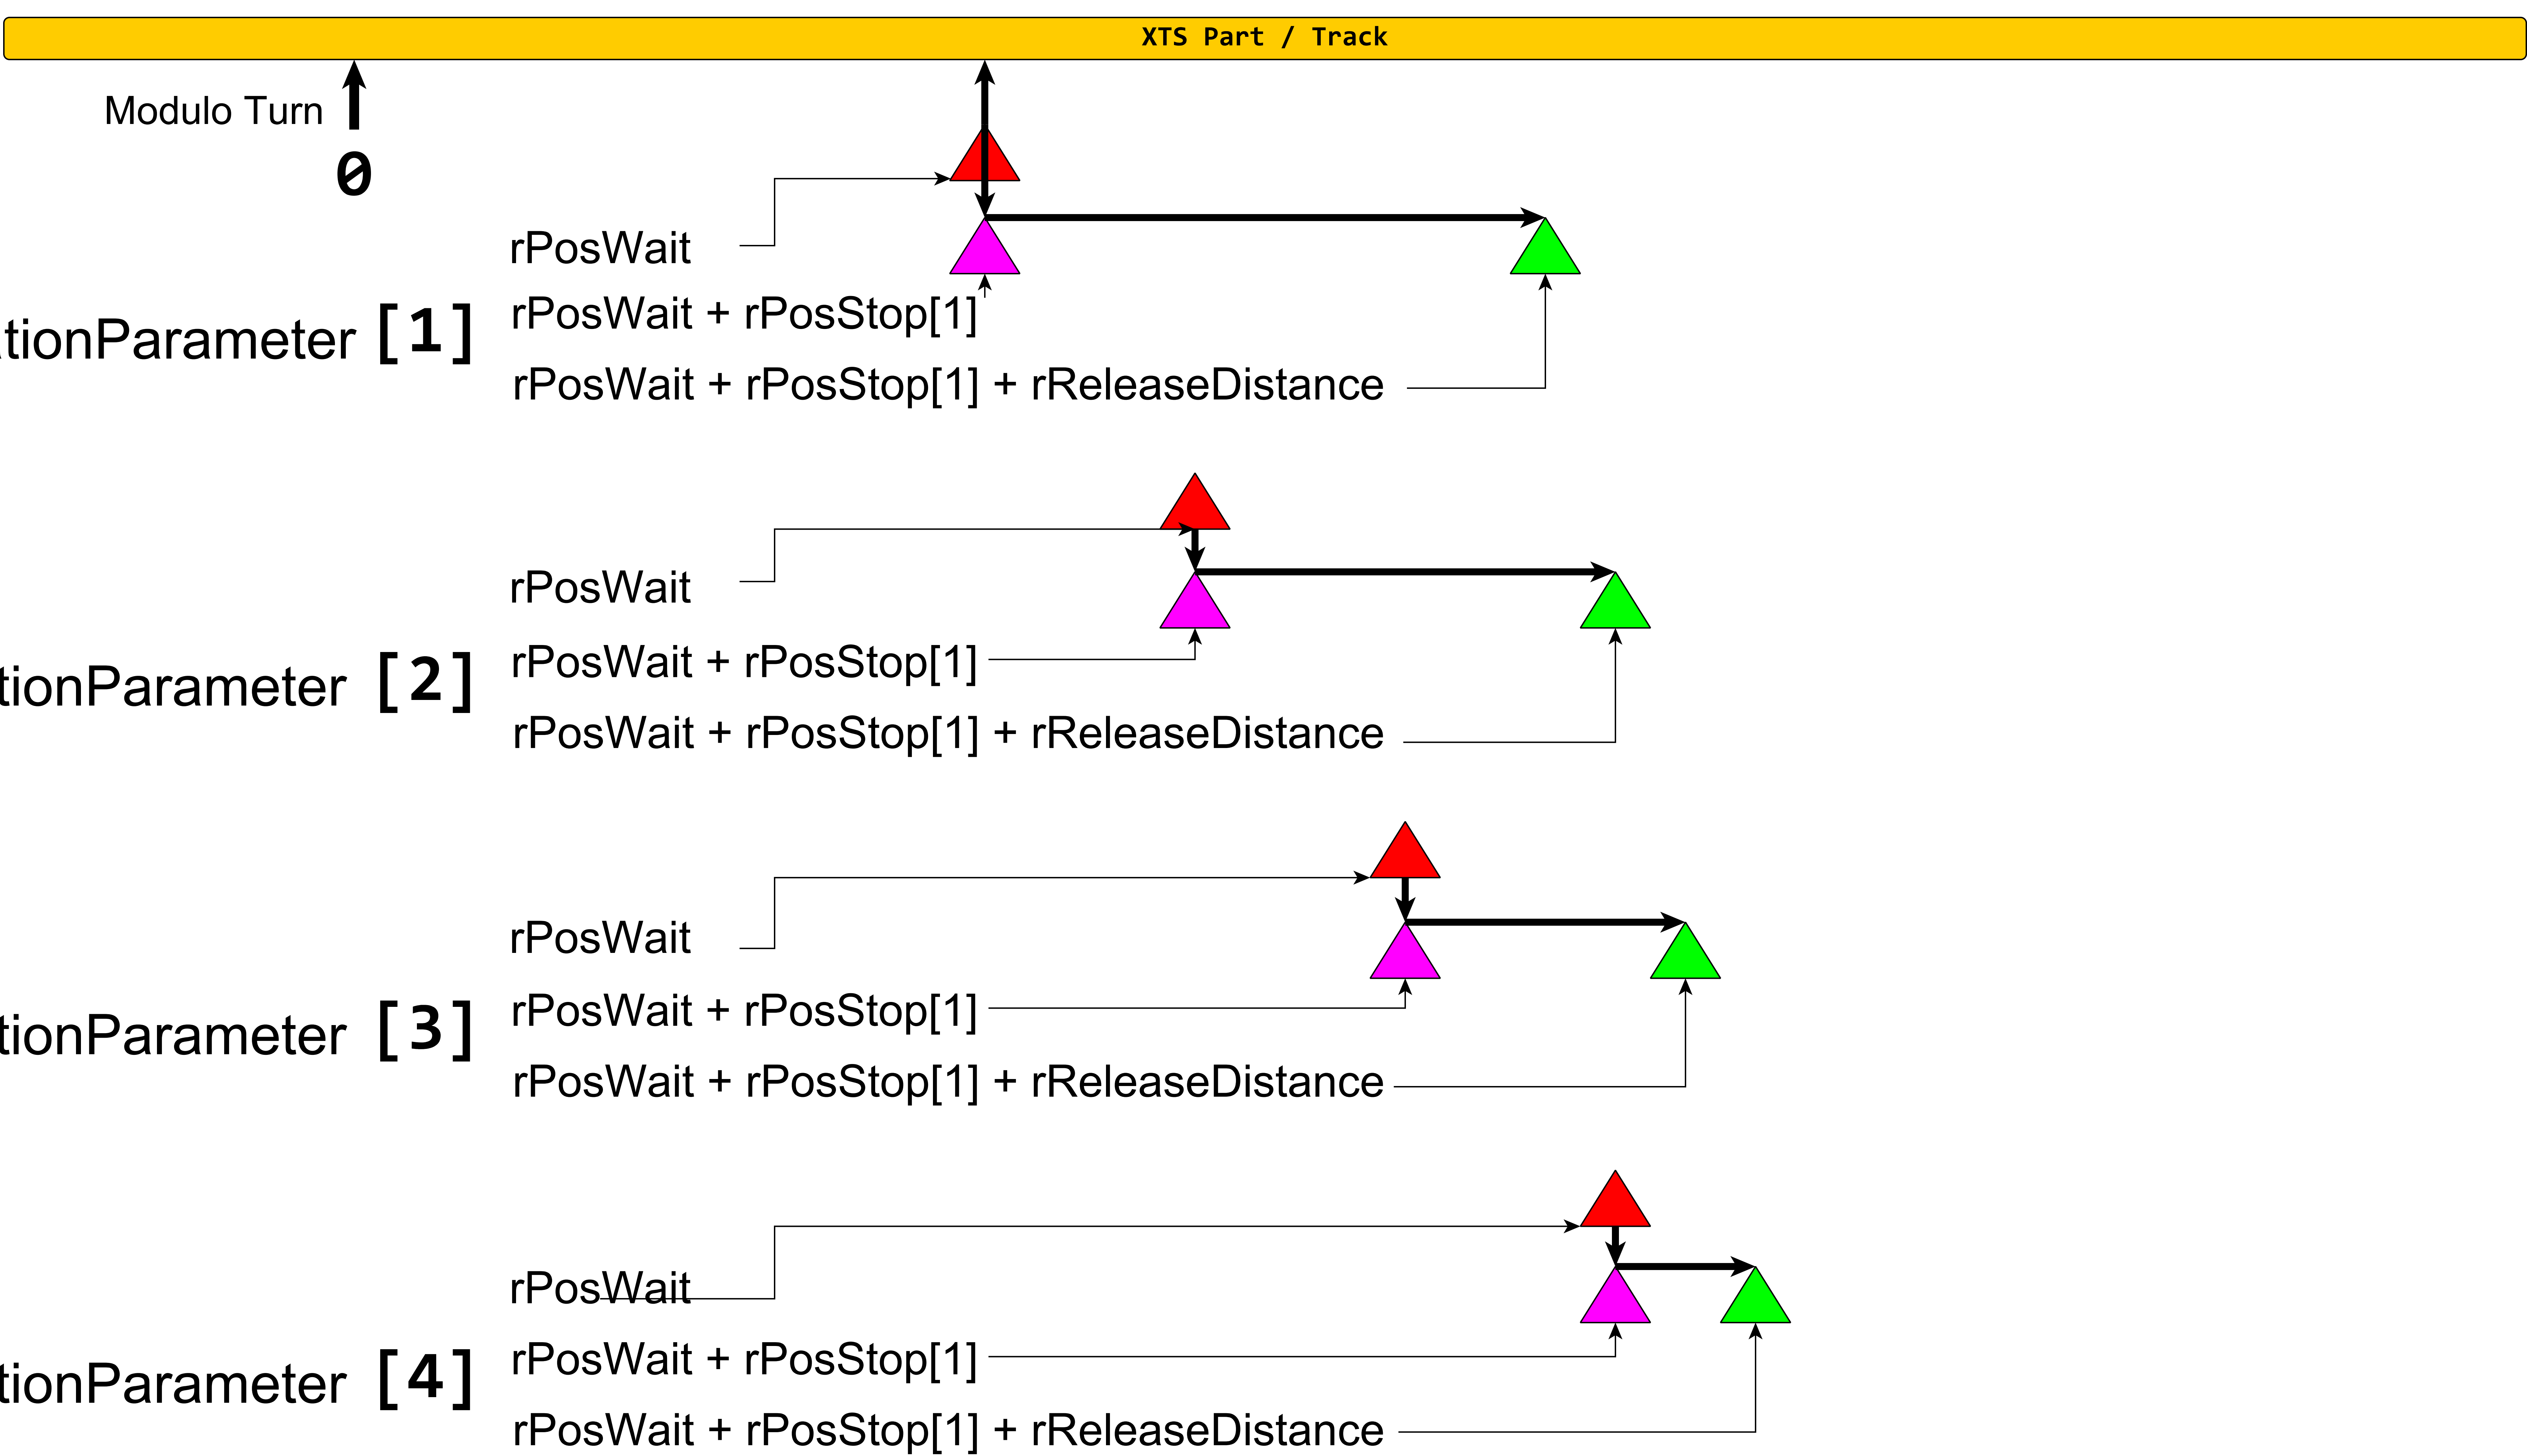 XTS Part / Track
Modulo Turn
0
rPosWait
rPosWait + rPosStop[1]
tionParameter [1]
rPosWait + rPosStop[1] + rReleaseDistance
rPosWait
rPosWait + rPosStop[1]
tionParameter [2]
rPosWait + rPosStop[1] + rReleaseDistance
rPosWait
rPosWait + rPosStop[1]
tionParameter [3]
rPosWait + rPosStop[1] + rReleaseDistance
rPosWait
rPosWait + rPosStop[1]
tionParameter [4]
rPosWait + rPosStop[1] + rReleaseDistance